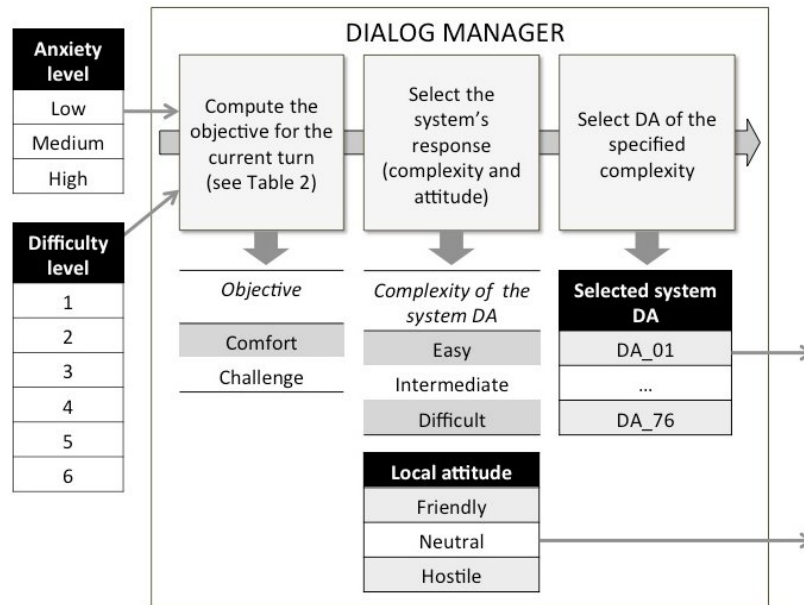 DIALOG MANAGER
Anxiety
level
Low
Medium
High
Difficulty
level
1
2
3
4
5
6
Compute the
objective for the
current turn
(see Table 2)
Objective
Comfort
Challenge
Select the
system's
response
(complexity and
attitude)
Complexity of the
system DA
Easy
Intermediate
Difficult
Local attitude
Friendly
Neutral
Hostile
Select DA of the
specified
complexity
Selected system
DA
DA_01
...
DA_76